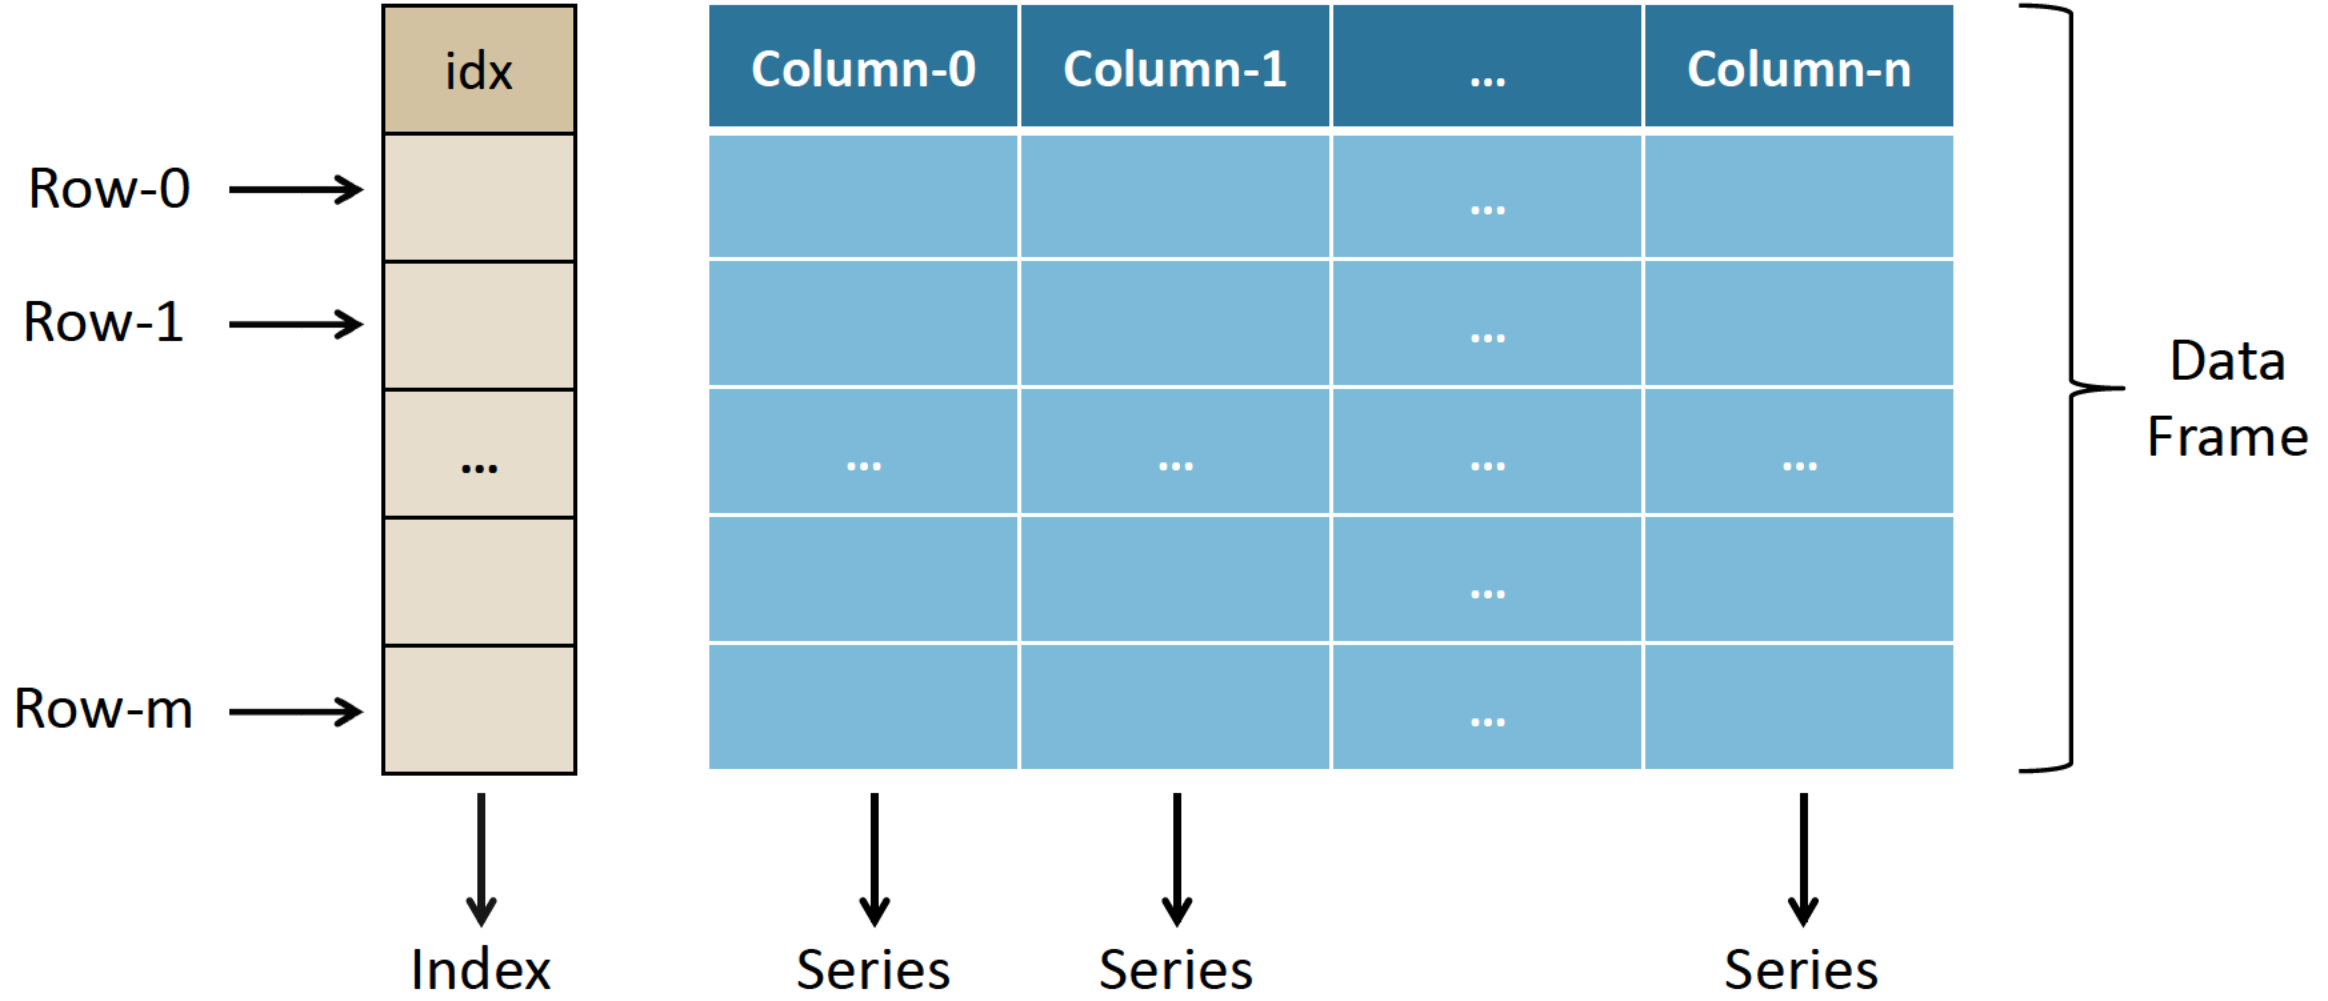 idx
Column-0 Column-1 ... Column-n
Row-0 ...
Row-1 ...
... ... ... ... ...
...
Row-m ...
Data
Frame
Index Series Series Series